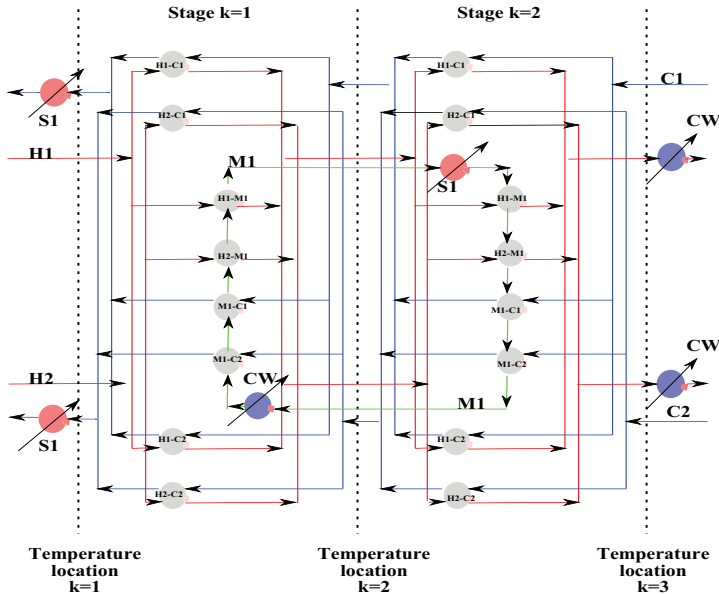 Stage k=1
Stage k=2
H1-C1
H1-C1
C1
S1
H2-C1
H2-C1
CW
H1
M1
S1
H1-M1
H1-M1
H2-M1
H2-M1
M1-C1
M1-C1
M1-C2
M1-C2
H2
CW
CW
M1
C2
S1
H1-C2
H1-C2
H2-C2
H2-C2
Temperature
location
k=1
Temperature
location
k=2
Temperature
location
k=3